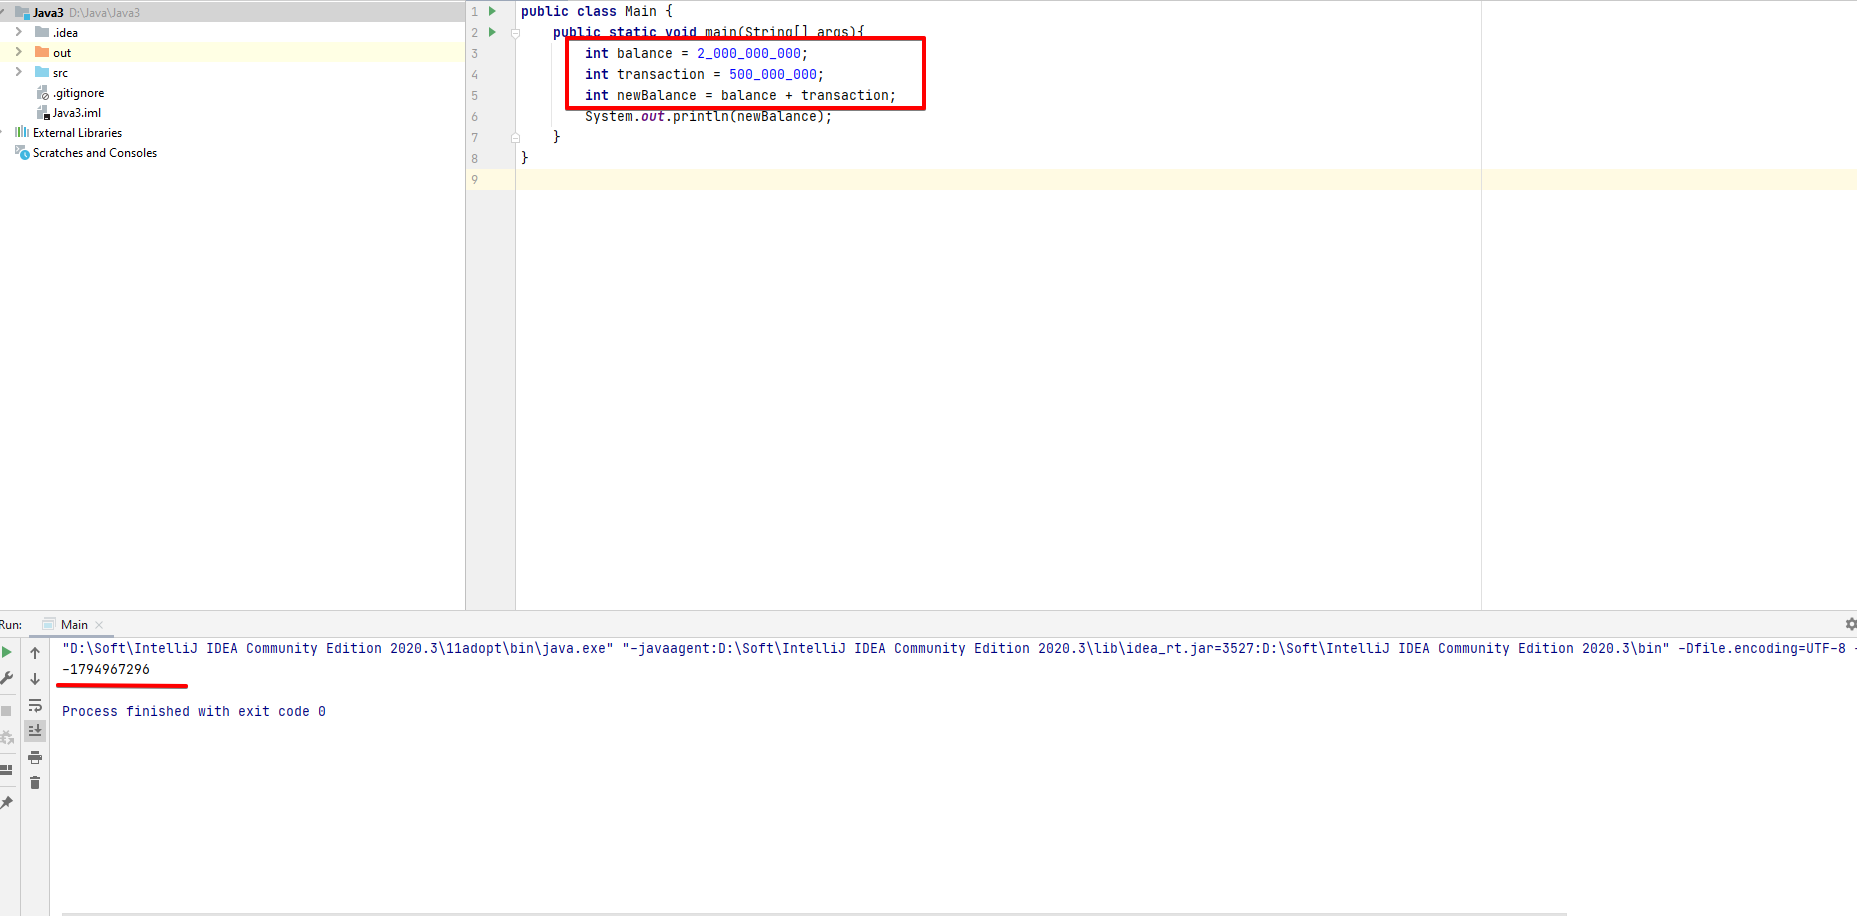 Java3 D:\Java\Java3
.idea
out
src
.gitignore
Java3.iml
External Libraries
Scratches and Consoles
1 public class Main {
2 public static void main(String[] args){
3 int balance = 2_000_000_000;
4 int transaction = 500_000_000;
5 int newBalance = balance + transaction;
6 System.out.println(newBalance);
7 }
8 }
9
Run: Main
"D:\Soft\IntelliJ IDEA Community Edition 2020.3\11adopt\bin\java.exe" "-javaagent:D:\Soft\IntelliJ IDEA Community Edition 2020.3\lib\idea_rt.jar=3527:D:\Soft\IntelliJ IDEA Community Edition 2020.3\bin" -Dfile.encoding=UTF-8 -
-1794967296
Process finished with exit code 0